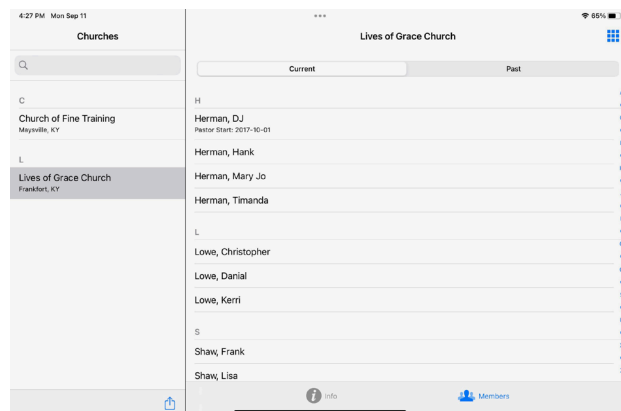 4:27 PM Mon Sep 11
65%
Churches
C
Church of Fine Training
Maysville, KY
L
Lives of Grace Church
Frankfort, KY
Lives of Grace Church
Current Past
H
Herman, DJ
Pastor Start: 2017-10-01
Herman, Hank
Herman, Mary Jo
Herman, Timanda
L
Lowe, Christopher
Lowe, Danial
Lowe, Kerri
S
Shaw, Frank
Shaw, Lisa
Info Members